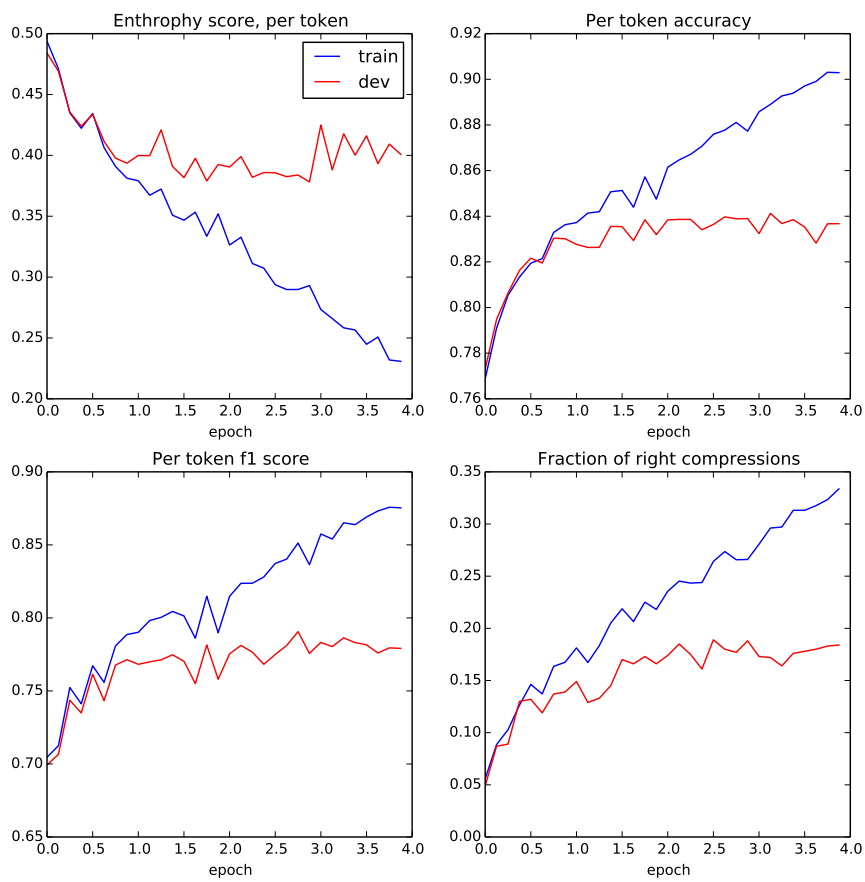 Enthrophy score, per token
0.50
0.45
0.40
0.35
0.30
0.25
0.20
train
dev
0.0 0.5 1.0 1.5 2.0 2.5 3.0 3.5 4.0
epoch
Per token accuracy
0.92
0.90
0.88
0.86
0.84
0.82
0.80
0.78
0.76
0.0 0.5 1.0 1.5 2.0 2.5 3.0 3.5 4.0
epoch
Per token f1 score
0.90
0.85
0.80
0.75
0.70
0.65
0.0 0.5 1.0 1.5 2.0 2.5 3.0 3.5 4.0
epoch
Fraction of right compressions
0.35
0.30
0.25
0.20
0.15
0.10
0.05
0.00
0.0 0.5 1.0 1.5 2.0 2.5 3.0 3.5 4.0
epoch